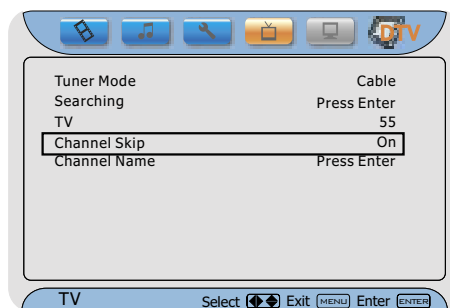 DTV
Tuner Mode Cable
Searching Press Enter
TV 55
Channel Skip On
Channel Name Press Enter
TV Select Exit MENU Enter ENTER